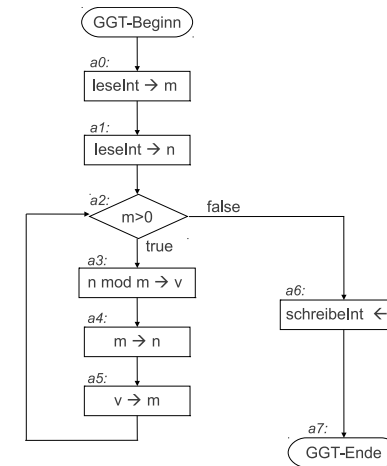 GGT-Beginn
a0:
leseInt → m
a1:
leseInt → n
a2:
m>0
false
true
a3:
n mod m → v
a4:
m → n
a5:
v → m
a6:
schreibeInt ←
a7:
GGT-Ende